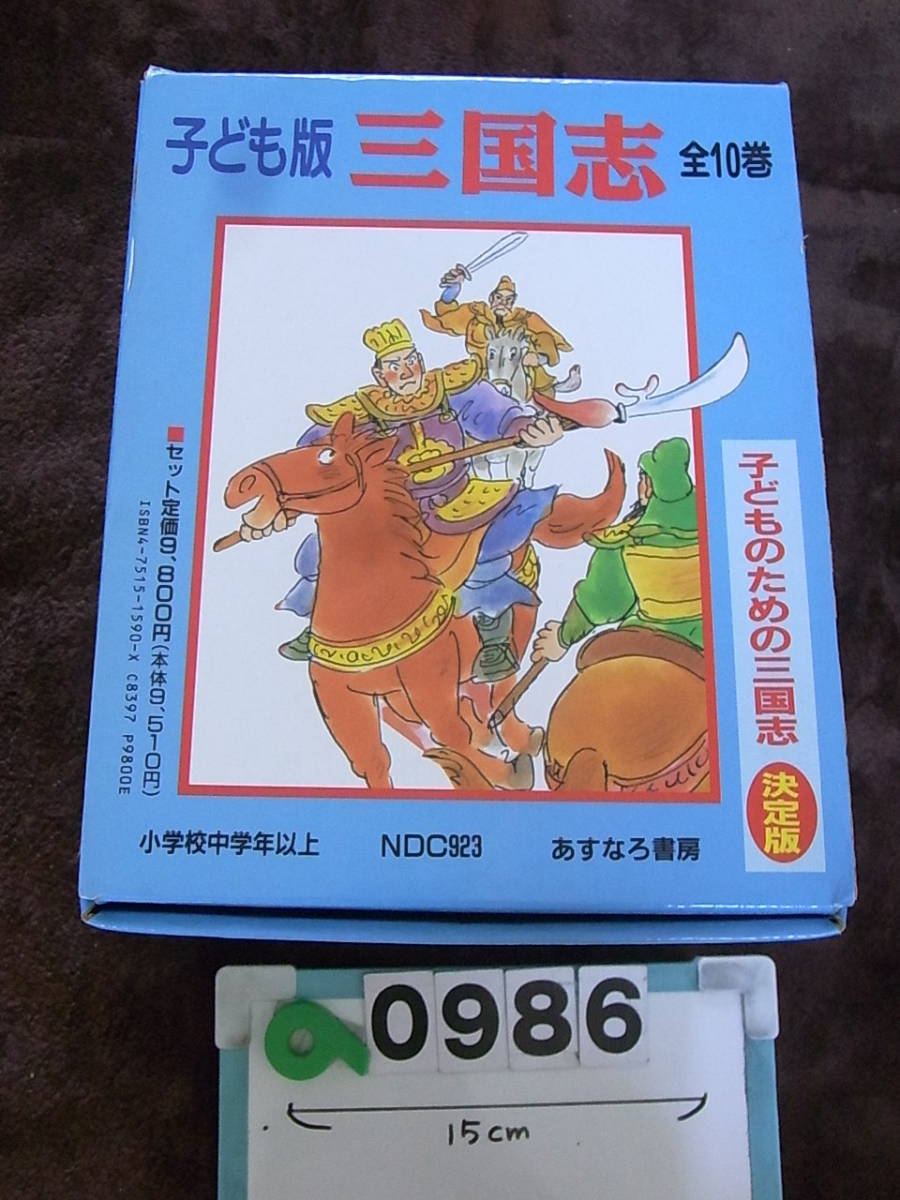 子ども版 三国志 全10巻
■セット定価9,800円(本体9,510円)
ISBN4-7515-1590-X C8397 P9800E
子どものための三国志
決定版
小学校中学年以上 NDC923 あすなろ書房
9 0986
15cm